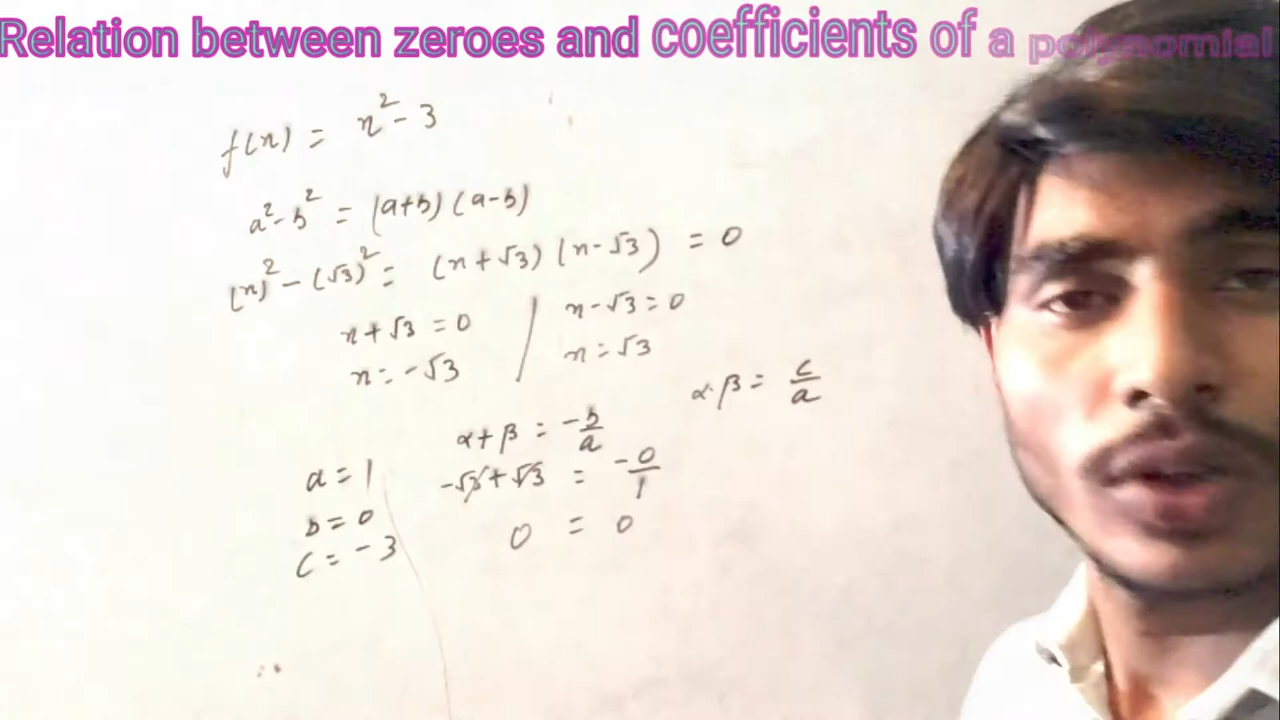 Relation between zeroes and coefficients of a polynomial
f(x) = x² - 3
a² - b² = (a+b) (a-b)
(x)² - (√3)² = (x + √3) (x - √3) = 0
x + √3 = 0 / x - √3 = 0
x = -√3 x = √3
α·β = c/a
α + β = -b/a
a = 1 -√3 + √3 = -0/1
b = 0 0 = 0
c = -3